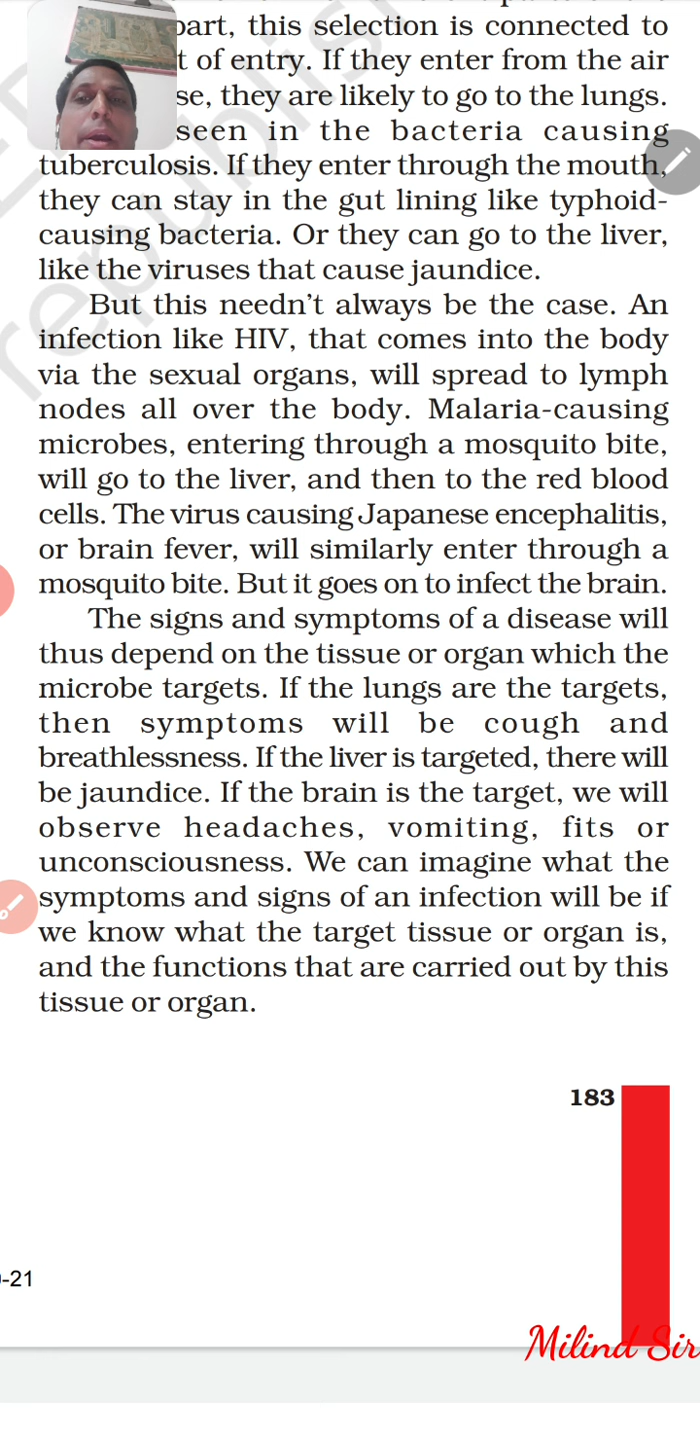 part, this selection is connected to
t of entry. If they enter from the air
se, they are likely to go to the lungs.
seen in the bacteria causing
tuberculosis. If they enter through the mouth,
they can stay in the gut lining like typhoid-
causing bacteria. Or they can go to the liver,
like the viruses that cause jaundice.
But this needn't always be the case. An
infection like HIV, that comes into the body
via the sexual organs, will spread to lymph
nodes all over the body. Malaria-causing
microbes, entering through a mosquito bite,
will go to the liver, and then to the red blood
cells. The virus causing Japanese encephalitis,
or brain fever, will similarly enter through a
mosquito bite. But it goes on to infect the brain.
The signs and symptoms of a disease will
thus depend on the tissue or organ which the
microbe targets. If the lungs are the targets,
then symptoms will be cough and
breathlessness. If the liver is targeted, there will
be jaundice. If the brain is the target, we will
observe headaches, vomiting, fits or
unconsciousness. We can imagine what the
symptoms and signs of an infection will be if
we know what the target tissue or organ is,
and the functions that are carried out by this
tissue or organ.
183
-21
Milind Sir
republis